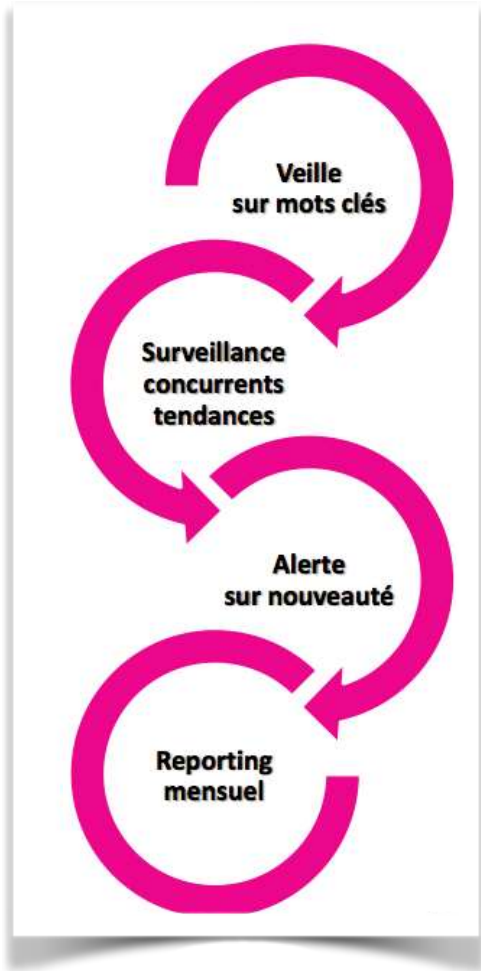 Veille
sur mots clés
Surveillance
concurrents
tendances
Alerte
sur nouveauté
Reporting
mensuel